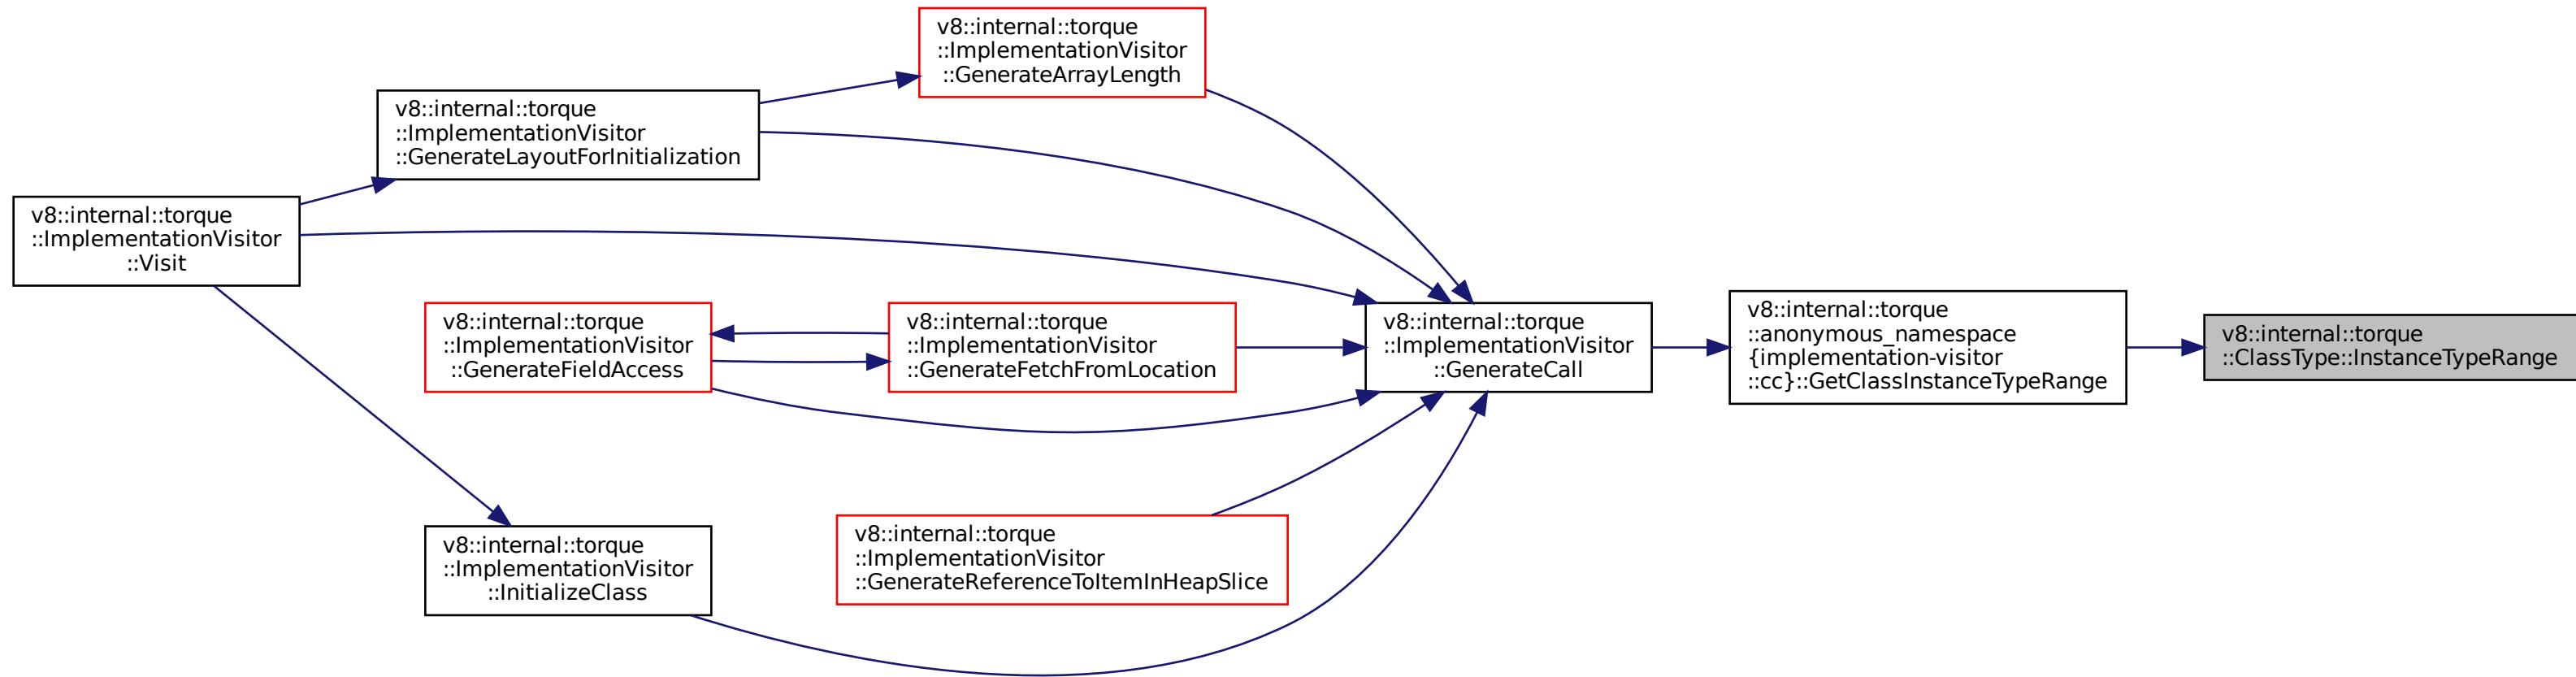 v8::internal::torque
::ImplementationVisitor
::GenerateArrayLength
v8::internal::torque
::ImplementationVisitor
::GenerateLayoutForInitialization
v8::internal::torque
::ImplementationVisitor
::Visit
v8::internal::torque
::ImplementationVisitor
::GenerateFieldAccess
v8::internal::torque
::ImplementationVisitor
::GenerateFetchFromLocation
v8::internal::torque
::ImplementationVisitor
::GenerateCall
v8::internal::torque
::anonymous_namespace
{implementation-visitor
::cc}::GetClassInstanceTypeRange
v8::internal::torque
::ClassType::InstanceTypeRange
v8::internal::torque
::ImplementationVisitor
::InitializeClass
v8::internal::torque
::ImplementationVisitor
::GenerateReferenceToItemInHeapSlice